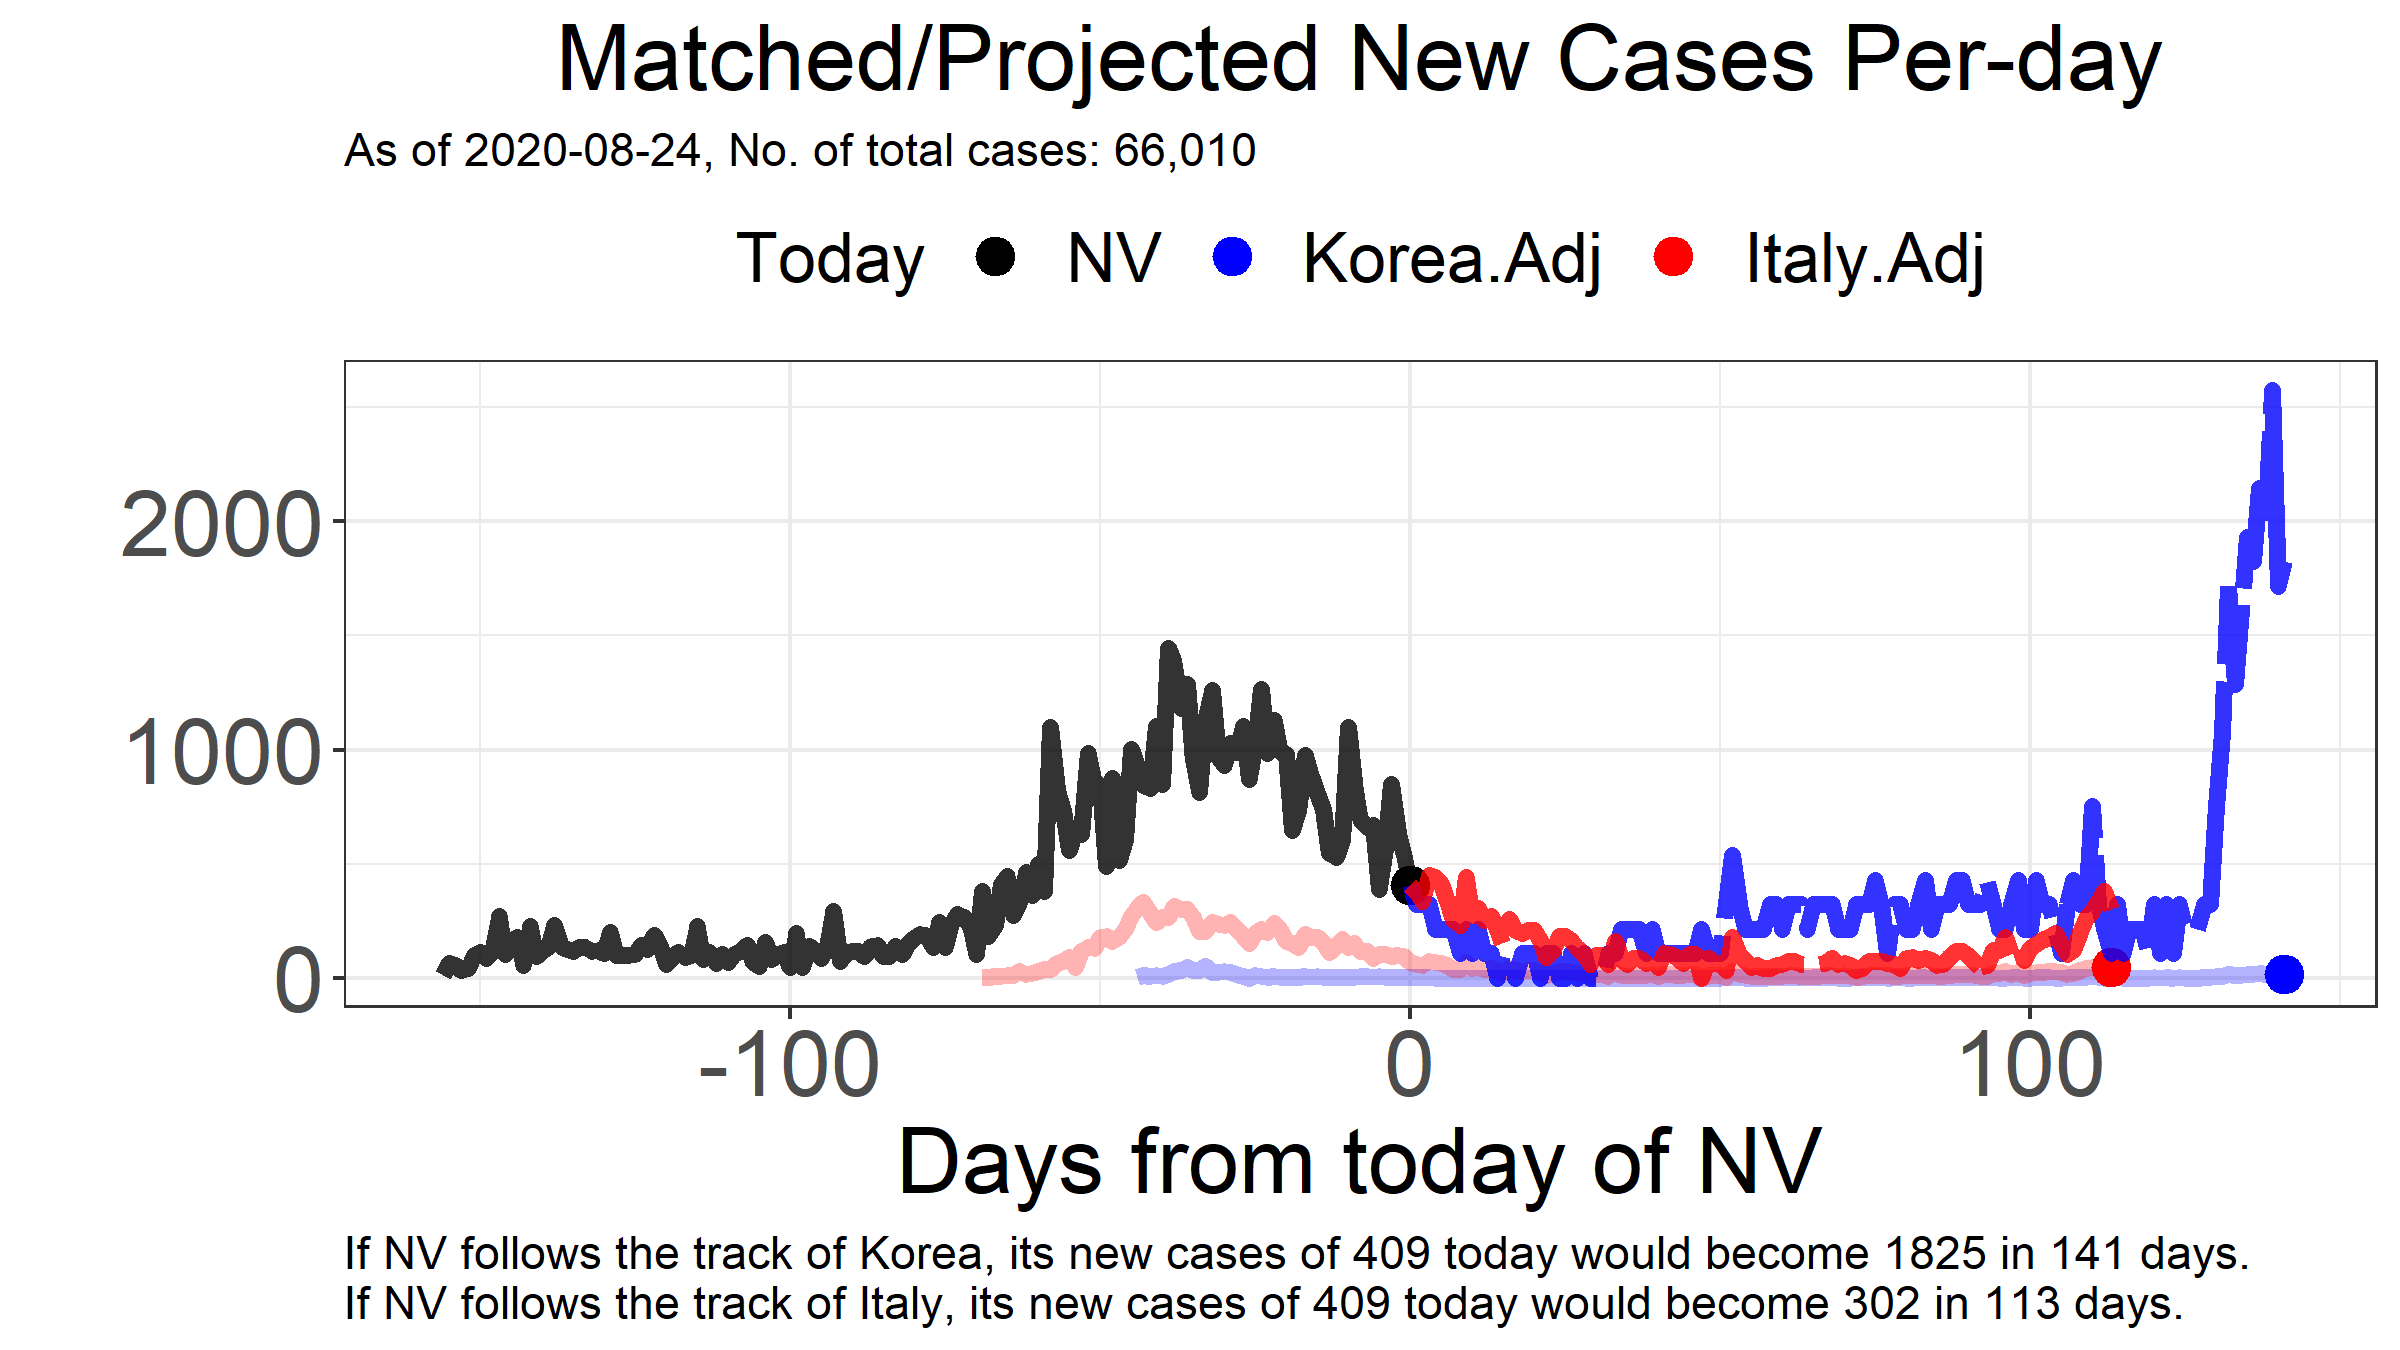 Matched/Projected New Cases Per-day
As of 2020-08-24, No. of total cases: 66,010
Today NV Korea.Adj Italy.Adj
2000
1000
0
-100 0 100
Days from today of NV
If NV follows the track of Korea, its new cases of 409 today would become 1825 in 141 days.
If NV follows the track of Italy, its new cases of 409 today would become 302 in 113 days.